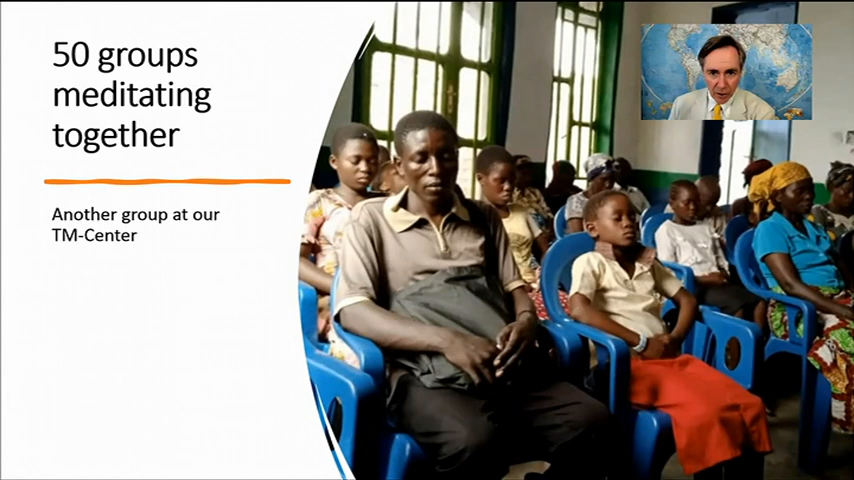 50 groups
meditating
together
Another group at our
TM-Center